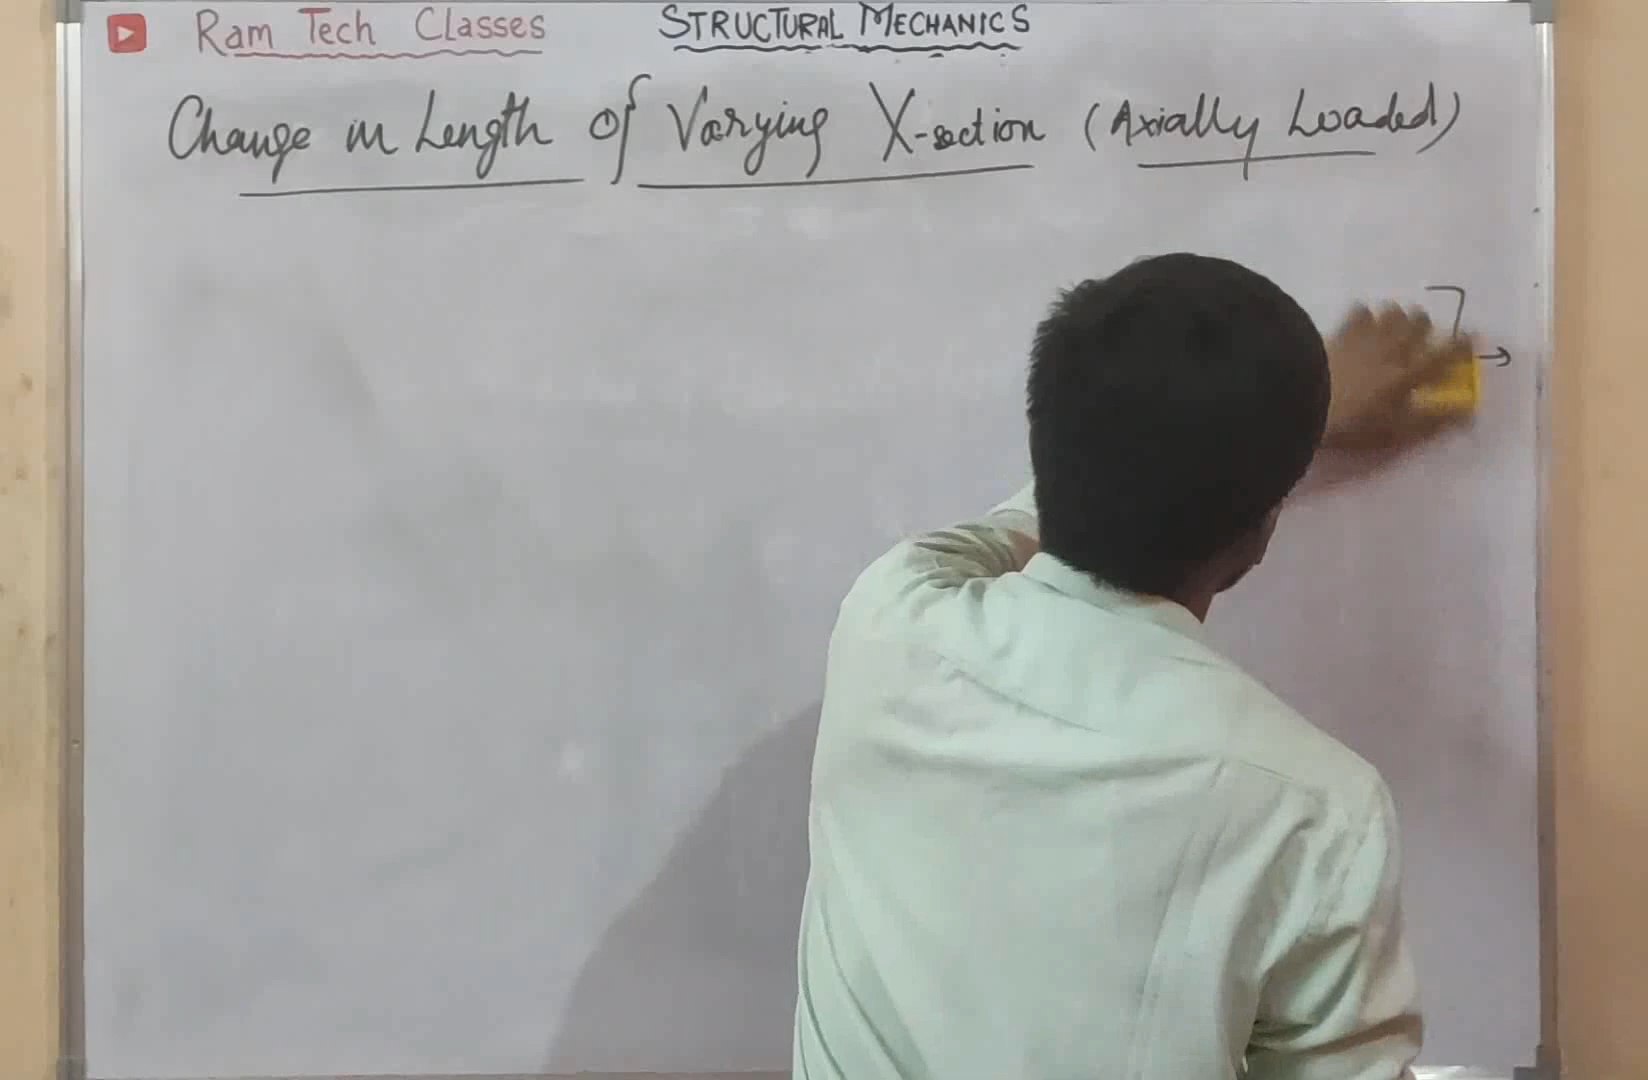 Ram Tech Classes STRUCTURAL MECHANICS
Change in Length of Varying X-section (Axially Loaded)